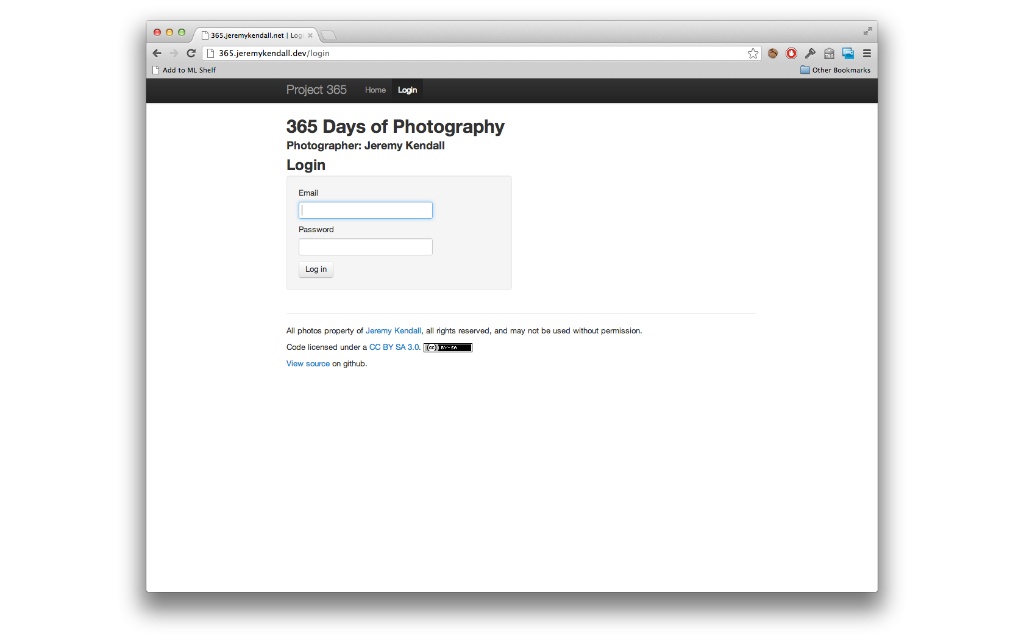 365.jeremykendall.net | Log
365.jeremykendall.dev/login
Add to ML Shelf
Other Bookmarks
Project 365 Home Login
365 Days of Photography
Photographer: Jeremy Kendall
Login
Email
Password
Log in
All photos property of Jeremy Kendall, all rights reserved, and may not be used without permission.
Code licensed under a CC BY SA 3.0. (cc) BY-SA
View source on github.